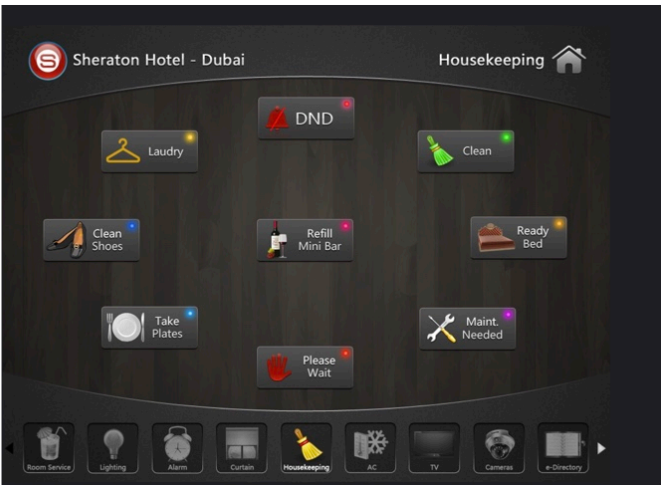 S Sheraton Hotel - Dubai
Housekeeping
DND
Laudry
Clean
Clean
Shoes
Refill
Mini Bar
Ready
Bed
Take
Plates
Maint.
Needed
Please
Wait
Room Service
Lighting
Alarm
Curtain
Housekeeping
AC
TV
Cameras
e-Directory